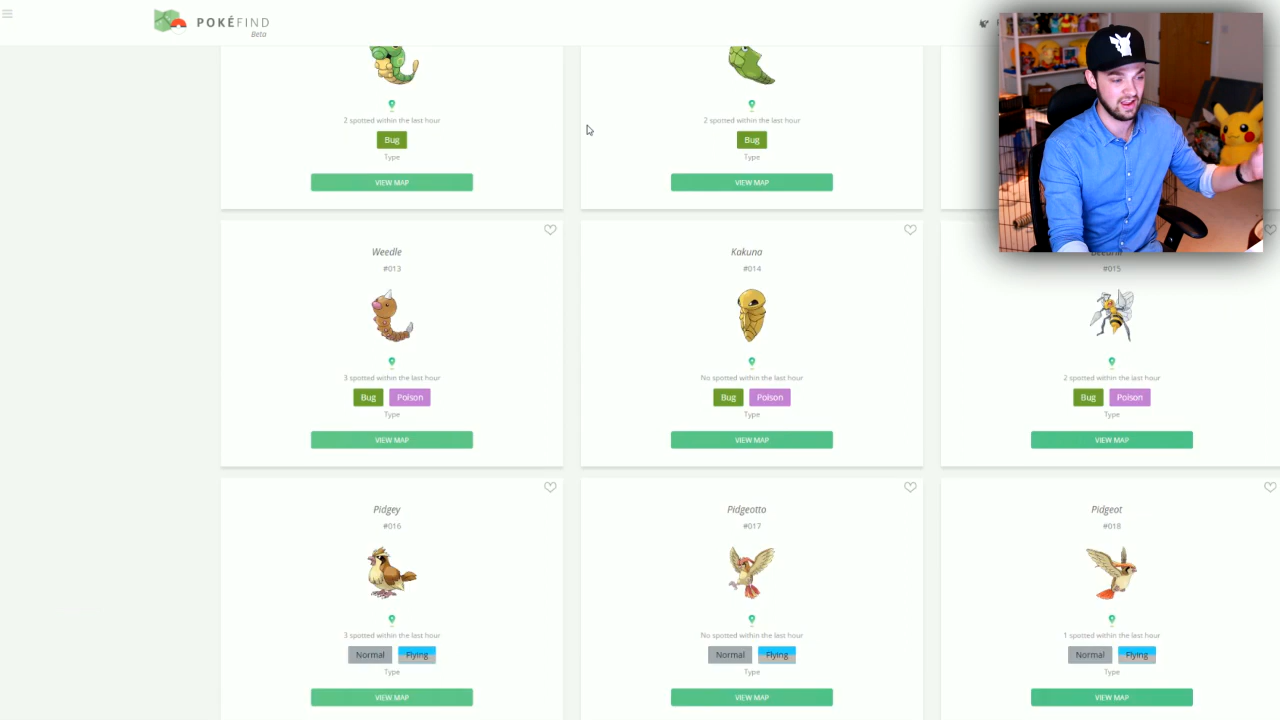 POKÉFIND
Beta
2 spotted within the last hour
2 spotted within the last hour
Bug
Bug
Type
Type
VIEW MAP
VIEW MAP
Weedle
Kakuna
#013
#014
#015
3 spotted within the last hour
No spotted within the last hour
2 spotted within the last hour
Bug Poison
Bug Poison
Bug Poison
Type
Type
Type
VIEW MAP
VIEW MAP
VIEW MAP
Pidgey
Pidgeotto
Pidgeot
#016
#017
#018
3 spotted within the last hour
No spotted within the last hour
1 spotted within the last hour
Normal Flying
Normal Flying
Normal Flying
Type
Type
Type
VIEW MAP
VIEW MAP
VIEW MAP